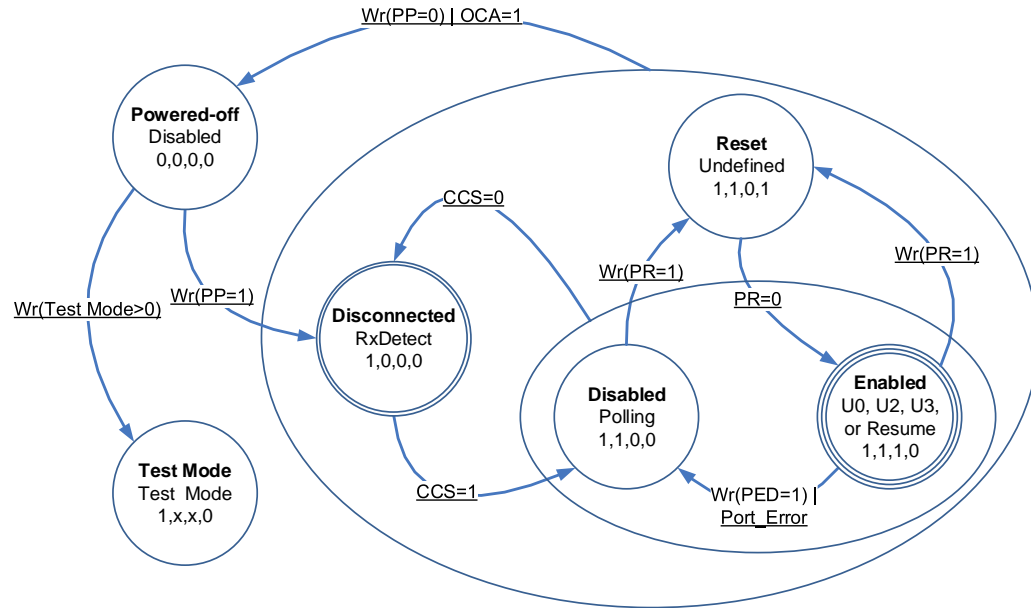 Wr(PP=0) | OCA=1
Powered-off
Disabled
0,0,0,0
Reset
Undefined
1,1,0,1
CCS=0
Wr(PR=1)
Wr(PR=1)
Wr(Test Mode>0)
Wr(PP=1)
PR=0
Disconnected
RxDetect
1,0,0,0
Disabled
Polling
1,1,0,0
Enabled
U0, U2, U3,
or Resume
1,1,1,0
Test Mode
Test Mode
1,x,x,0
CCS=1
Wr(PED=1) |
Port_Error